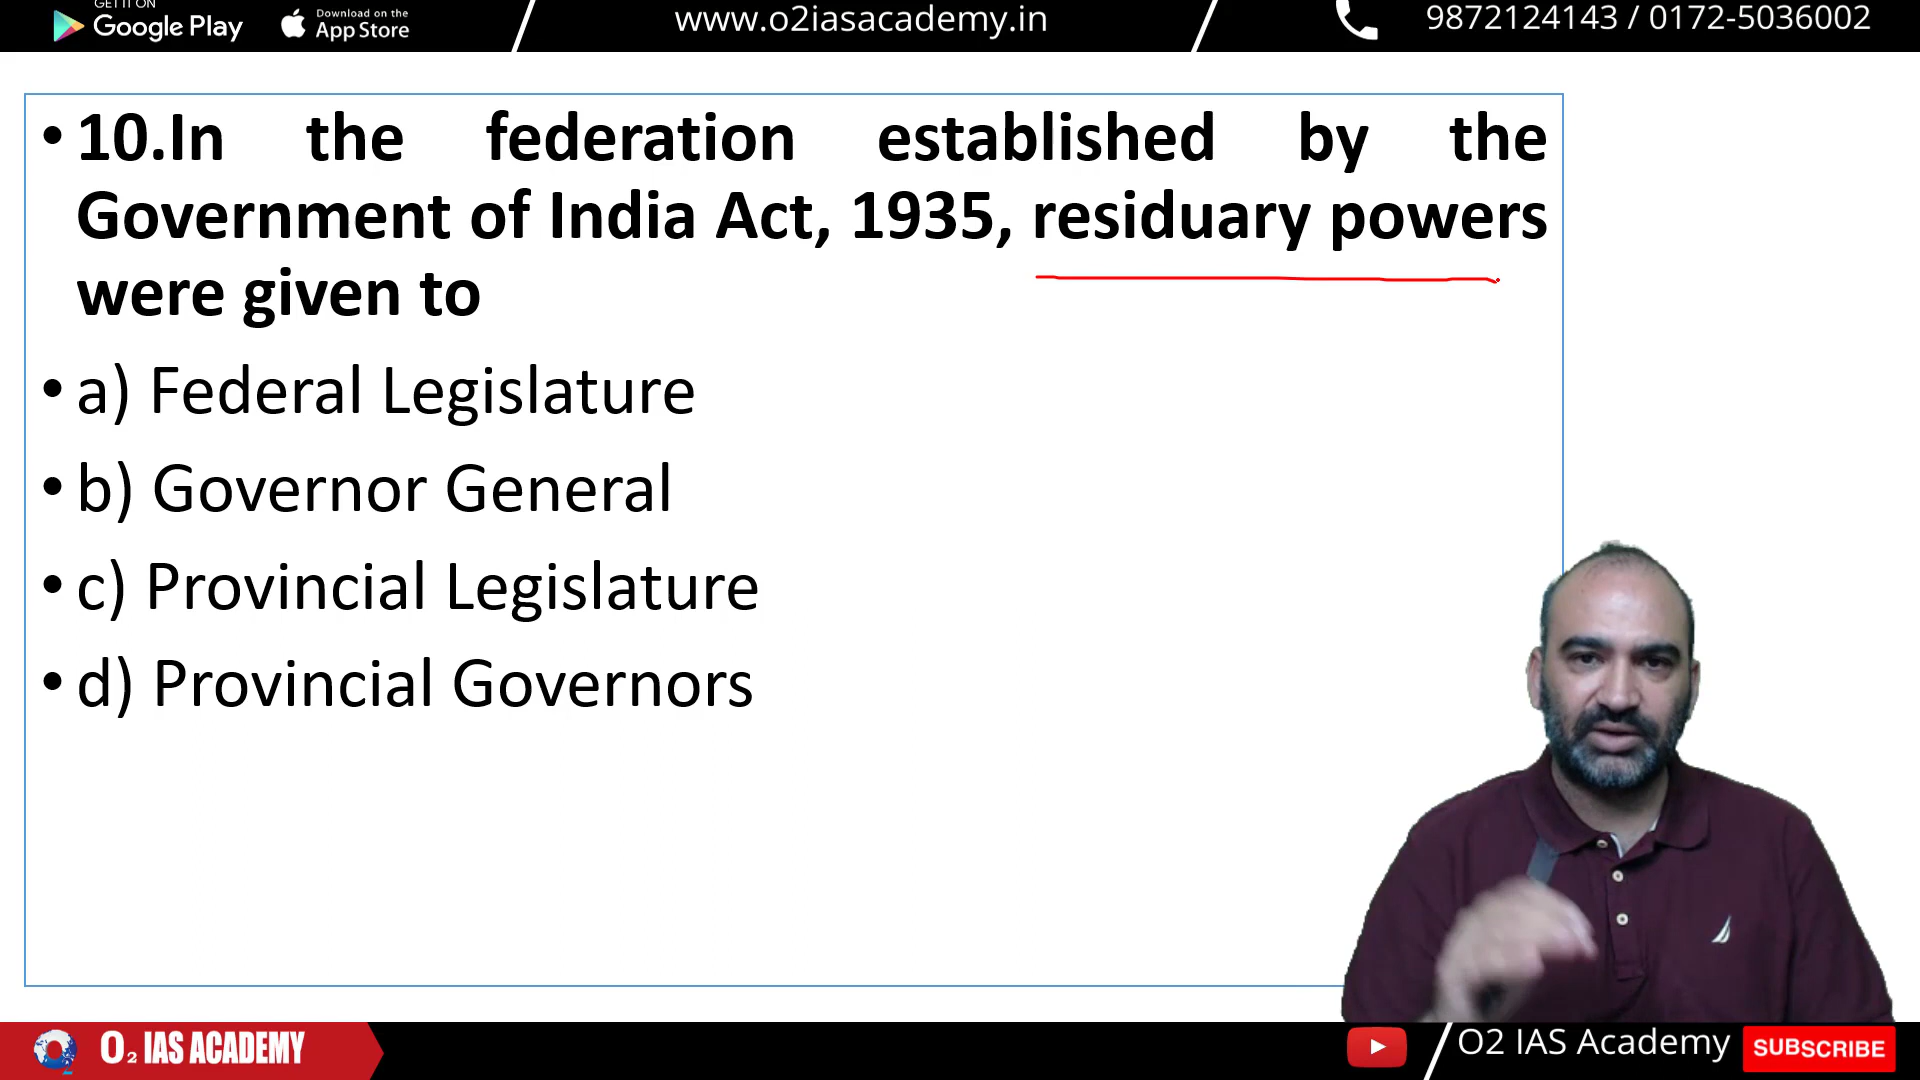 GET IT ON
Google Play
Download on the
App Store
www.o2iasacademy.in
9872124143 / 0172-5036002
• 10.In the federation established by the
Government of India Act, 1935, residuary powers
were given to
• a) Federal Legislature
• b) Governor General
• c) Provincial Legislature
• d) Provincial Governors
O2 IAS ACADEMY
O2 IAS Academy
SUBSCRIBE